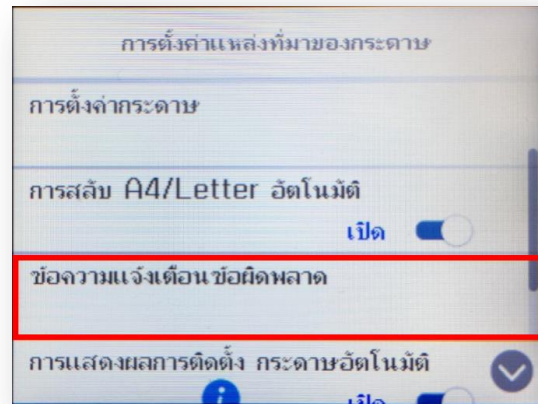 การตั้งค่าแหล่งที่มาของกระดาษ
การตั้งค่ากระดาษ
การสลับ A4/Letter อัตโนมัติ
เปิด
ข้อความแจ้งเตือนข้อผิดพลาด
การแสดงผลการติดตั้ง กระดาษอัตโนมัติ
เปิด